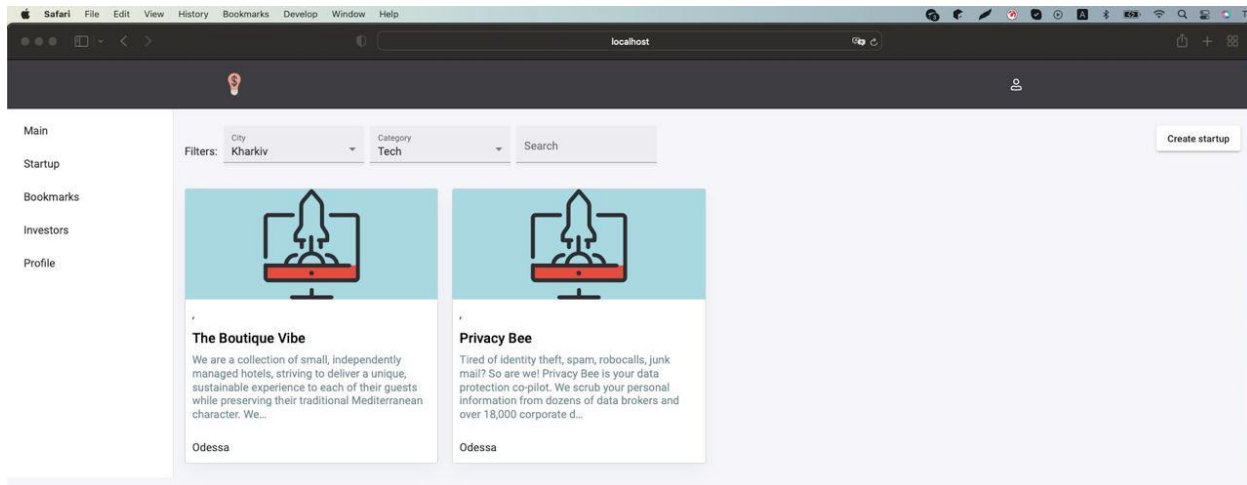 Safari File Edit View History Bookmarks Develop Window Help
localhost
Main
Startup
Bookmarks
Investors
Profile
Filters:
City
Kharkiv
Category
Tech
Search
Create startup
,
The Boutique Vibe
We are a collection of small, independently
managed hotels, striving to deliver a unique,
sustainable experience to each of their guests
while preserving their traditional Mediterranean
character. We...
Odessa
,
Privacy Bee
Tired of identity theft, spam, robocalls, junk
mail? So are we! Privacy Bee is your data
protection co-pilot. We scrub your personal
information from dozens of data brokers and
over 18,000 corporate d...
Odessa